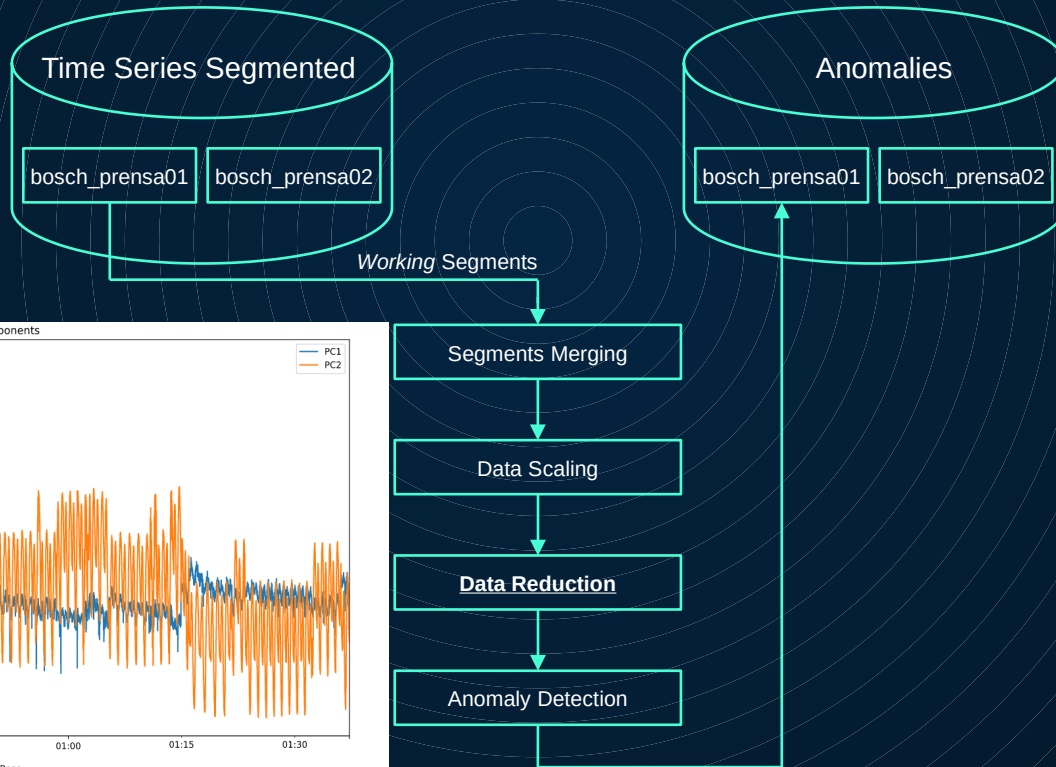 Time Series Segmented
Anomalies
bosch_prensa01
bosch_prensa02
bosch_prensa01
bosch_prensa02
Working Segments
Segments Merging
Data Scaling
Data Reduction
Anomaly Detection
ponents
PC1
PC2
01:00
01:15
01:30